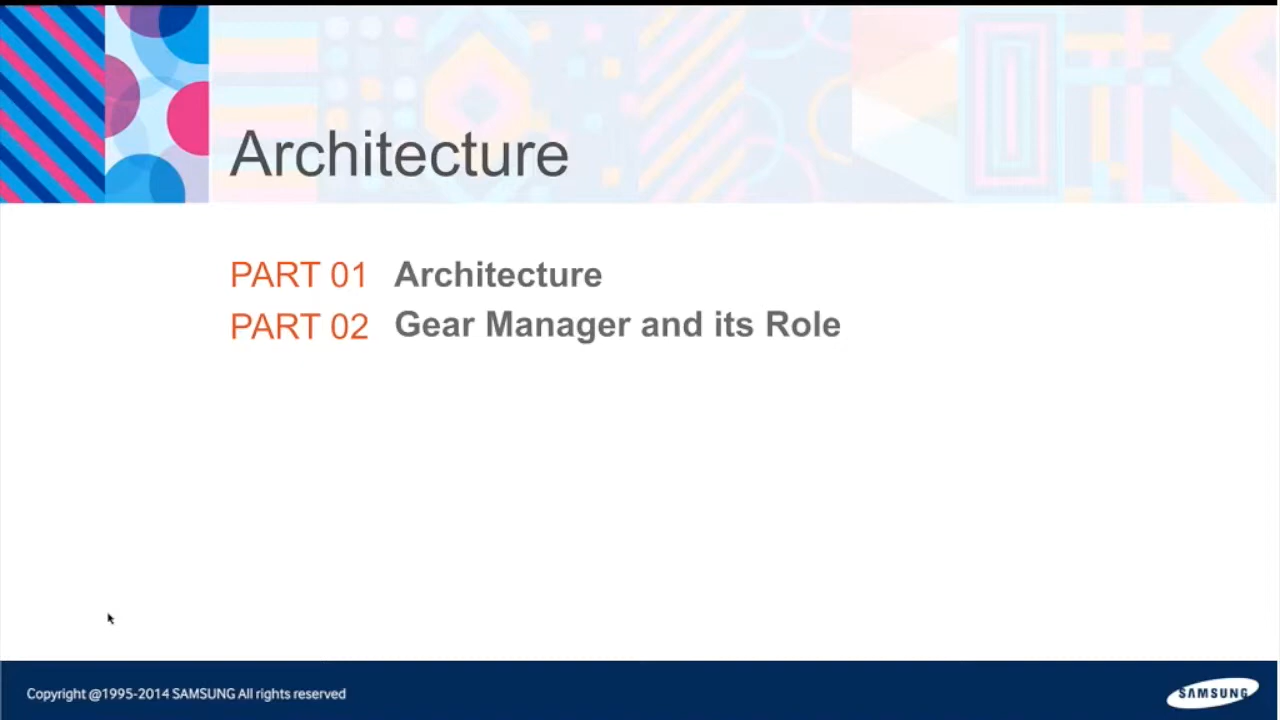 Architecture
PART 01 Architecture
PART 02 Gear Manager and its Role
Copyright @1995-2014 SAMSUNG All rights reserved
SAMSUNG